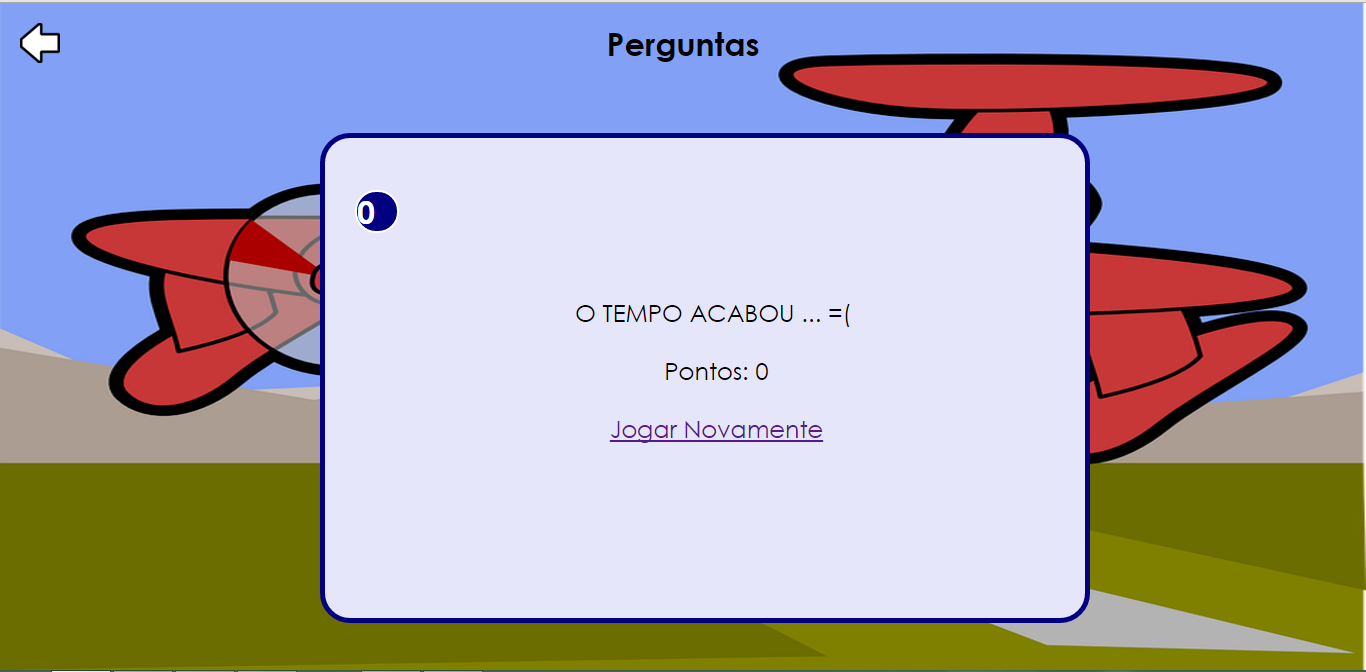 Perguntas
0
O TEMPO ACABOU ... =(
Pontos: 0
Jogar Novamente